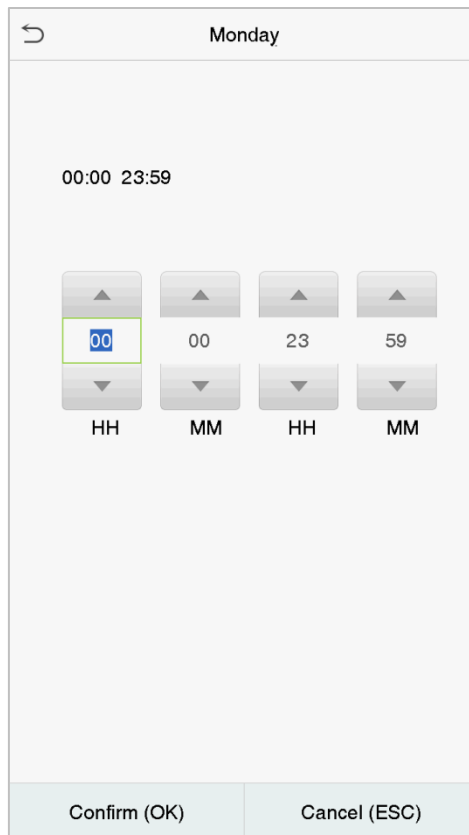 Monday
00:00 23:59
00 00 23 59
HH MM HH MM
Confirm (OK) Cancel (ESC)